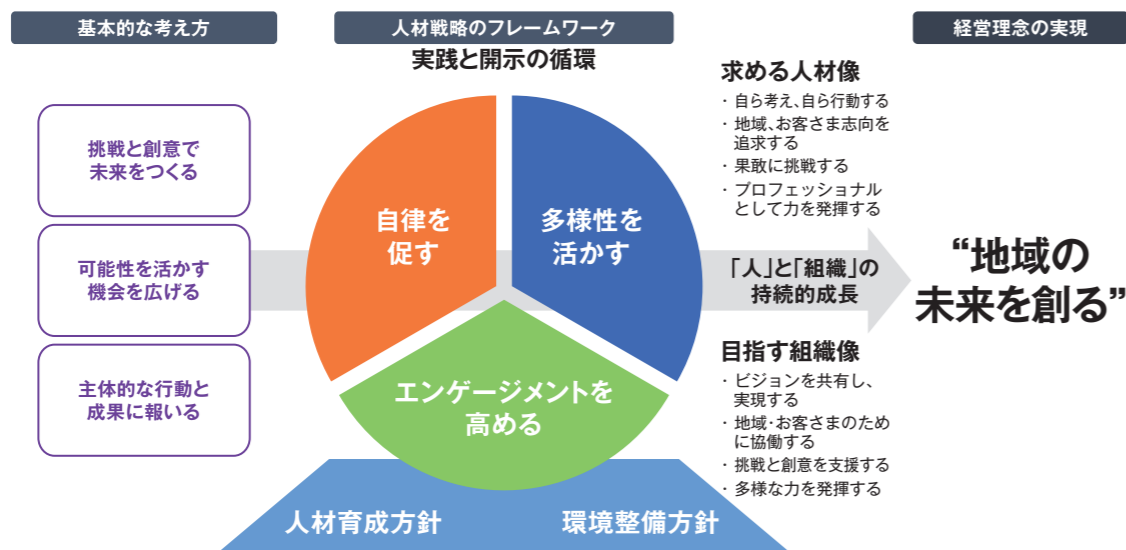 基本的な考え方
人材戦略のフレームワーク
経営理念の実現
挑戦と創意で
未来をつくる
可能性を活かす
機会を広げる
主体的な行動と
成果に報いる
実践と開示の循環
自律を
促す
多様性を
活かす
エンゲージメントを
高める
人材育成方針
環境整備方針
求める人材像
・自ら考え、自ら行動する
・地域、お客さま志向を
追求する
・果敢に挑戦する
・プロフェッショナル
として力を発揮する
「人」と「組織」の
持続的成長
目指す組織像
・ビジョンを共有し、
実現する
・地域・お客さまのため
に協働する
・挑戦と創意を支援する
・多様な力を発揮する
“地域の
未来を創る”